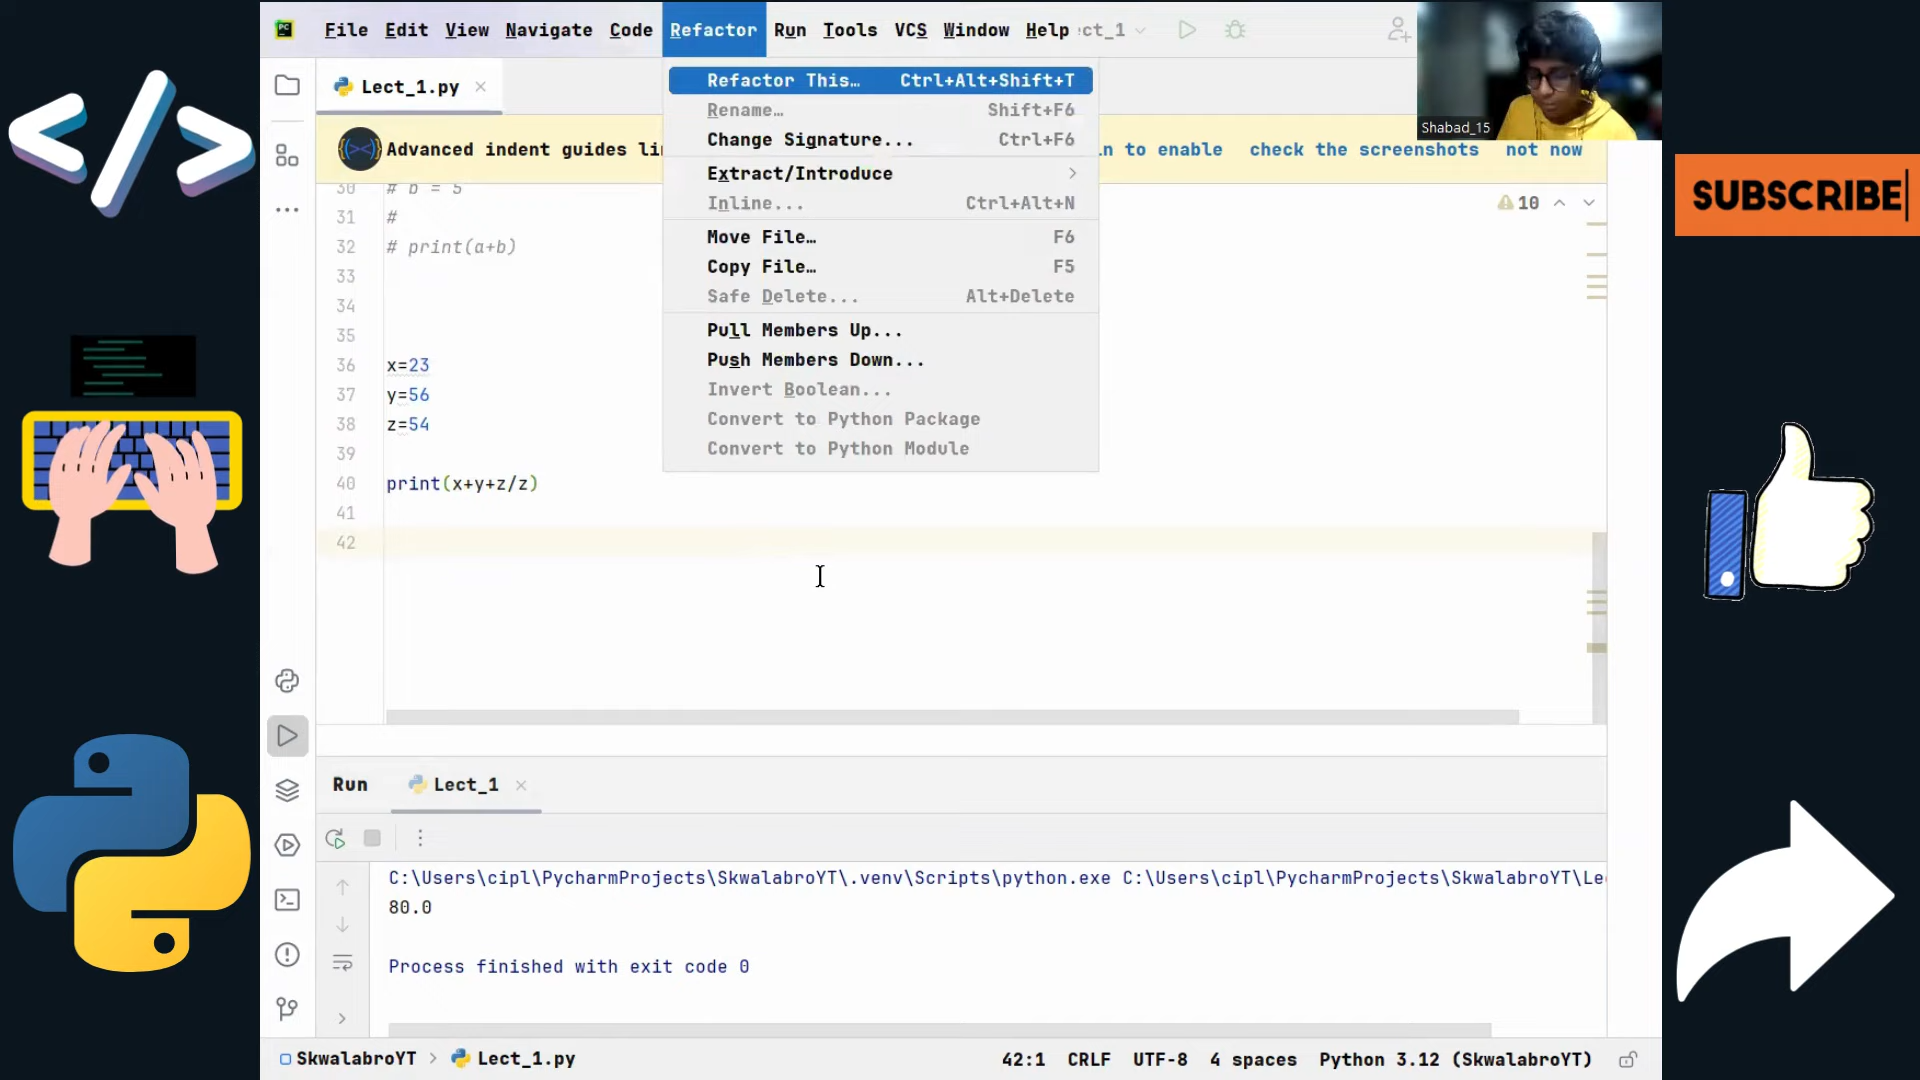 File Edit View Navigate Code Refactor Run Tools VCS Window Help ct_1
Shabad_15
Lect_1.py
Advanced indent guides li
n to enable check the screenshots not now
Refactor This… Ctrl+Alt+Shift+T
Rename… Shift+F6
Change Signature... Ctrl+F6
Extract/Introduce
Inline... Ctrl+Alt+N
Move File… F6
Copy File… F5
Safe Delete... Alt+Delete
Pull Members Up...
Push Members Down...
Invert Boolean...
Convert to Python Package
Convert to Python Module
10
SUBSCRIBE
30 # b = 5
31 #
32 # print(a+b)
33
34
35
36 x=23
37 y=56
38 z=54
39
40 print(x+y+z/z)
41
42
Run Lect_1
C:\Users\cipl\PycharmProjects\SkwalabroYT\.venv\Scripts\python.exe C:\Users\cipl\PycharmProjects\SkwalabroYT\Le
80.0
Process finished with exit code 0
SkwalabroYT > Lect_1.py
42:1 CRLF UTF-8 4 spaces Python 3.12 (SkwalabroYT)